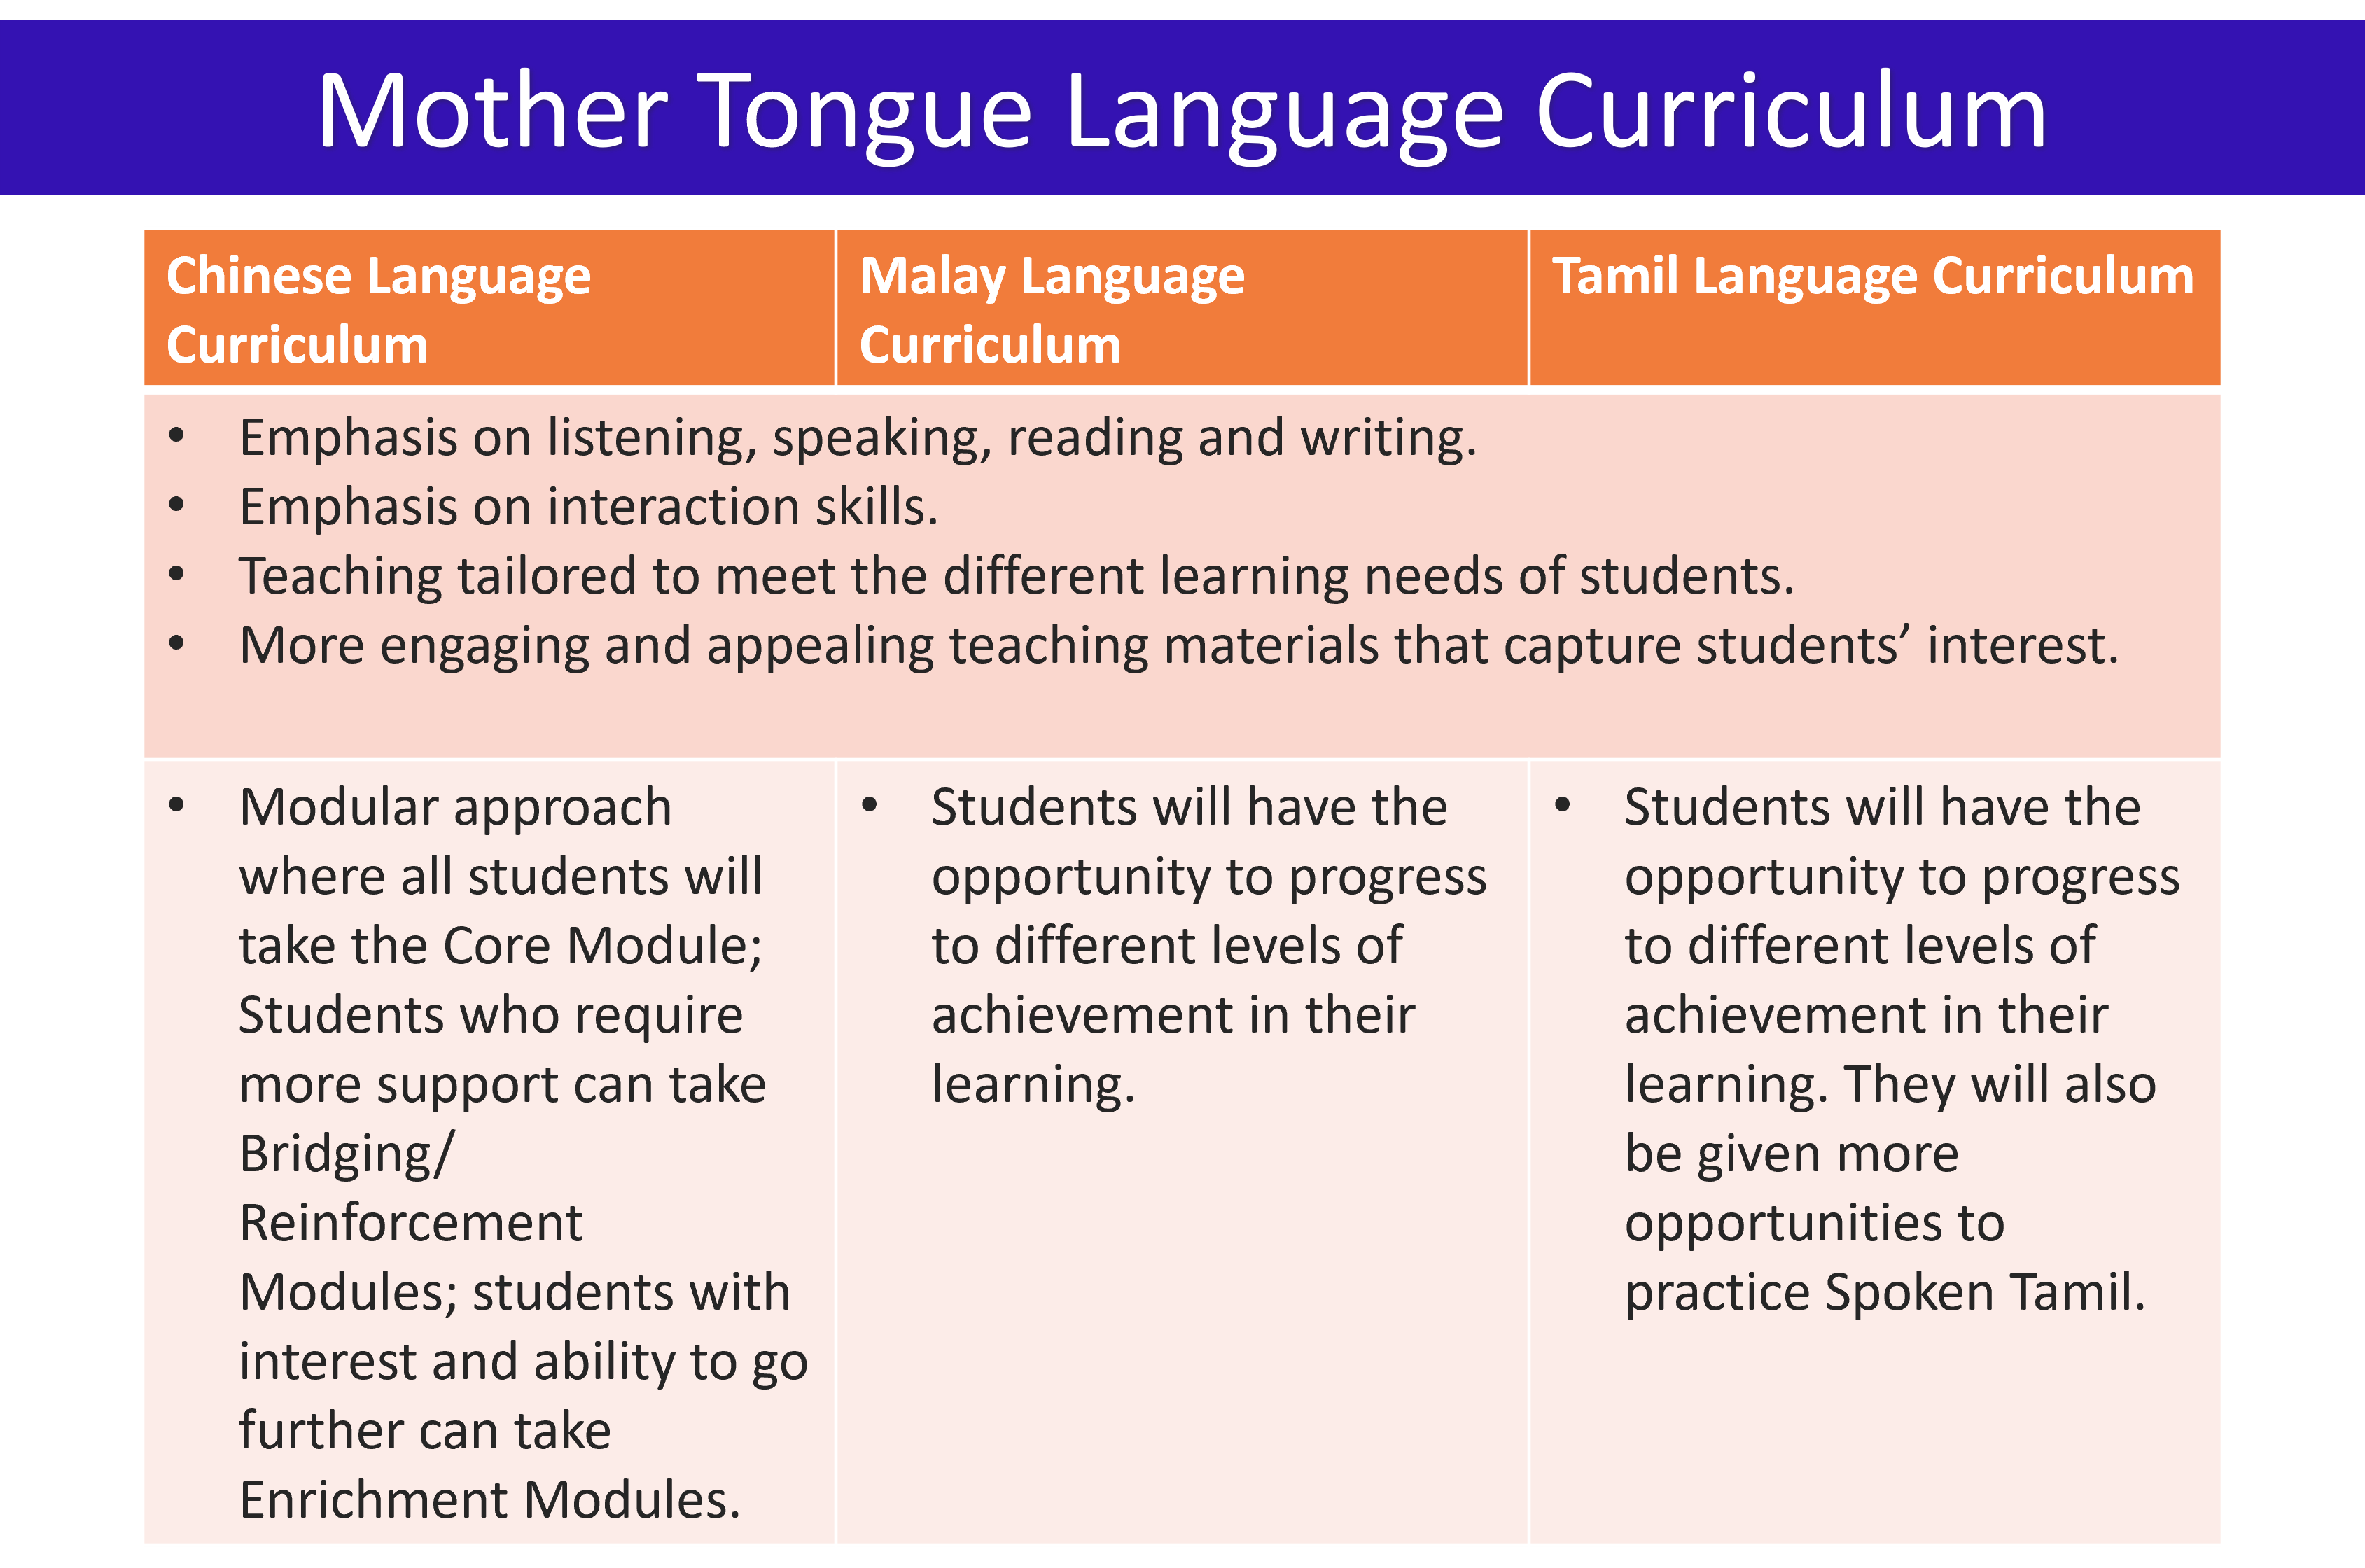 Mother Tongue Language Curriculum
Chinese Language
Curriculum
Malay Language
Curriculum
Tamil Language Curriculum
• Emphasis on listening, speaking, reading and writing.
• Emphasis on interaction skills.
• Teaching tailored to meet the different learning needs of students.
• More engaging and appealing teaching materials that capture students’ interest.
• Modular approach
where all students will
take the Core Module;
Students who require
more support can take
Bridging/
Reinforcement
Modules; students with
interest and ability to go
further can take
Enrichment Modules.
• Students will have the
opportunity to progress
to different levels of
achievement in their
learning.
• Students will have the
opportunity to progress
to different levels of
achievement in their
learning. They will also
be given more
opportunities to
practice Spoken Tamil.